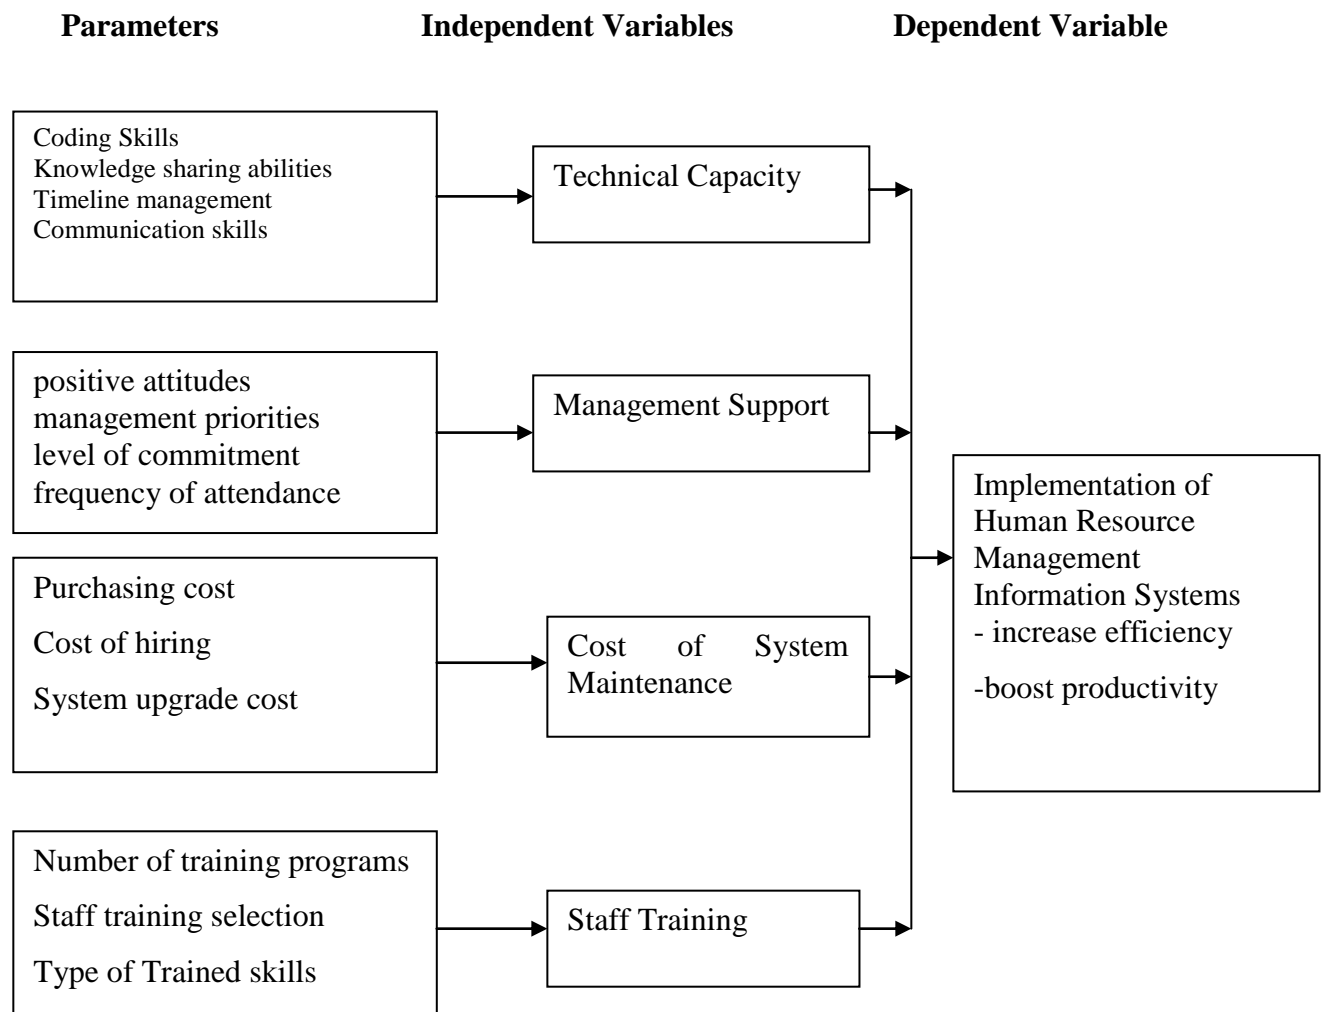 Parameters
Independent Variables
Dependent Variable
Coding Skills
Knowledge sharing abilities
Timeline management
Communication skills
Technical Capacity
positive attitudes
management priorities
level of commitment
frequency of attendance
Management Support
Purchasing cost
Cost of hiring
System upgrade cost
Cost of System
Maintenance
Number of training programs
Staff training selection
Type of Trained skills
Staff Training
Implementation of
Human Resource
Management
Information Systems
- increase efficiency
-boost productivity